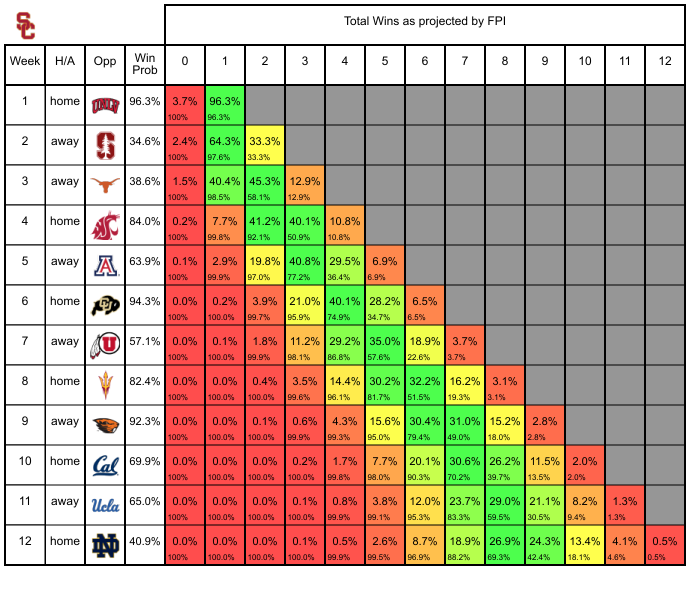 SC
Total Wins as projected by FPI
Week H/A Opp Win Prob 0 1 2 3 4 5 6 7 8 9 10 11 12
1 home UNLV 96.3% 3.7% 96.3%
100% 96.3%
2 away S 34.6% 2.4% 64.3% 33.3%
100% 97.6% 33.3%
3 away 38.6% 1.5% 40.4% 45.3% 12.9%
100% 98.5% 58.1% 12.9%
4 home 84.0% 0.2% 7.7% 41.2% 40.1% 10.8%
100% 99.8% 92.1% 50.9% 10.8%
5 away A 63.9% 0.1% 2.9% 19.8% 40.8% 29.5% 6.9%
100% 99.9% 97.0% 77.2% 36.4% 6.9%
6 home CU 94.3% 0.0% 0.2% 3.9% 21.0% 40.1% 28.2% 6.5%
100% 100.0% 99.7% 95.9% 74.9% 34.7% 6.5%
7 away U 57.1% 0.0% 0.1% 1.8% 11.2% 29.2% 35.0% 18.9% 3.7%
100% 100.0% 99.9% 98.1% 86.8% 57.6% 22.6% 3.7%
8 home 82.4% 0.0% 0.0% 0.4% 3.5% 14.4% 30.2% 32.2% 16.2% 3.1%
100% 100.0% 100.0% 99.6% 96.1% 81.7% 51.5% 19.3% 3.1%
9 away 92.3% 0.0% 0.0% 0.1% 0.6% 4.3% 15.6% 30.4% 31.0% 15.2% 2.8%
100% 100.0% 100.0% 99.9% 99.3% 95.0% 79.4% 49.0% 18.0% 2.8%
10 home Cal 69.9% 0.0% 0.0% 0.0% 0.2% 1.7% 7.7% 20.1% 30.6% 26.2% 11.5% 2.0%
100% 100.0% 100.0% 100.0% 99.8% 98.0% 90.3% 70.2% 39.7% 13.5% 2.0%
11 away Ucla 65.0% 0.0% 0.0% 0.0% 0.1% 0.8% 3.8% 12.0% 23.7% 29.0% 21.1% 8.2% 1.3%
100% 100.0% 100.0% 100.0% 99.9% 99.1% 95.3% 83.3% 59.5% 30.5% 9.4% 1.3%
12 home ND 40.9% 0.0% 0.0% 0.0% 0.1% 0.5% 2.6% 8.7% 18.9% 26.9% 24.3% 13.4% 4.1% 0.5%
100% 100.0% 100.0% 100.0% 99.9% 99.5% 96.9% 88.2% 69.3% 42.4% 18.1% 4.6% 0.5%